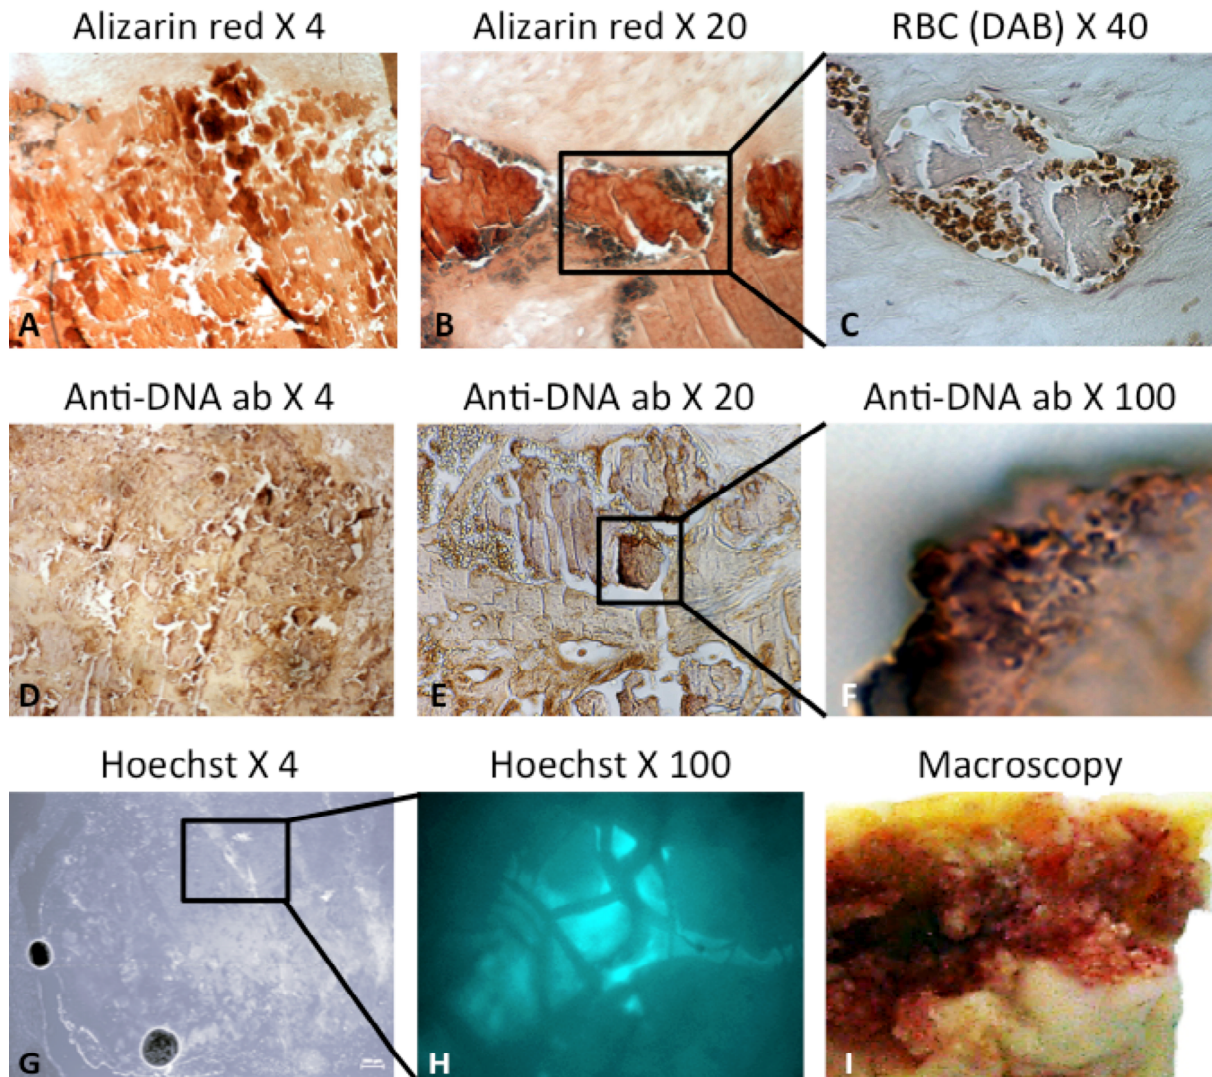 Alizarin red X 4
Alizarin red X 20
RBC (DAB) X 40
A
B
C
Anti-DNA ab X 4
Anti-DNA ab X 20
Anti-DNA ab X 100
D
E
F
Hoechst X 4
Hoechst X 100
Macroscopy
G
H
I